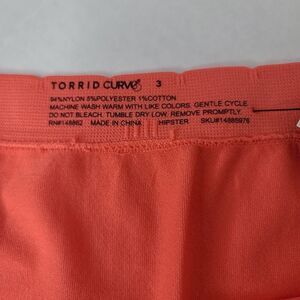 TORRID CURVE® 3
94%NYLON 5%POLYESTER 1%COTTON
MACHINE WASH WARM WITH LIKE COLORS. GENTLE CYCLE.
DO NOT BLEACH. TUMBLE DRY LOW. REMOVE PROMPTLY.
RN#148862 MADE IN CHINA HIPSTER SKU#14885976